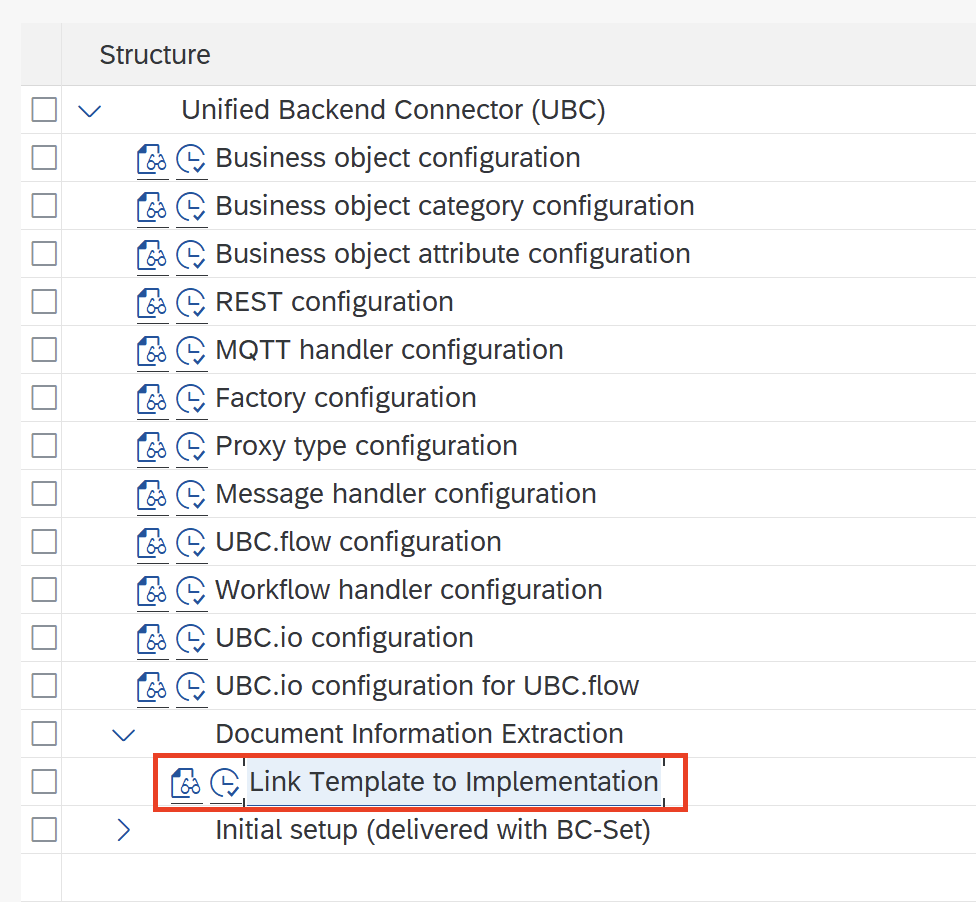 Structure
Unified Backend Connector (UBC)
Business object configuration
Business object category configuration
Business object attribute configuration
REST configuration
MQTT handler configuration
Factory configuration
Proxy type configuration
Message handler configuration
UBC.flow configuration
Workflow handler configuration
UBC.io configuration
UBC.io configuration for UBC.flow
Document Information Extraction
Link Template to Implementation
Initial setup (delivered with BC-Set)